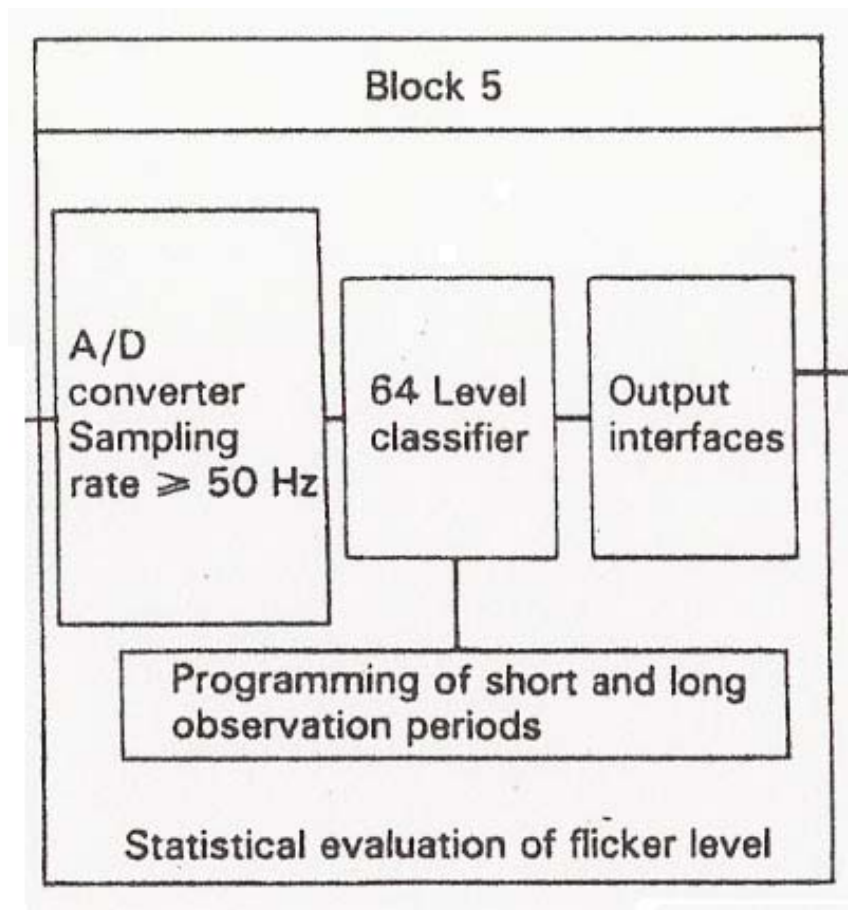 Block 5
A/D
converter
Sampling
rate ⩾ 50 Hz
64 Level
classifier
Output
interfaces
Programming of short and long
observation periods
Statistical evaluation of flicker level